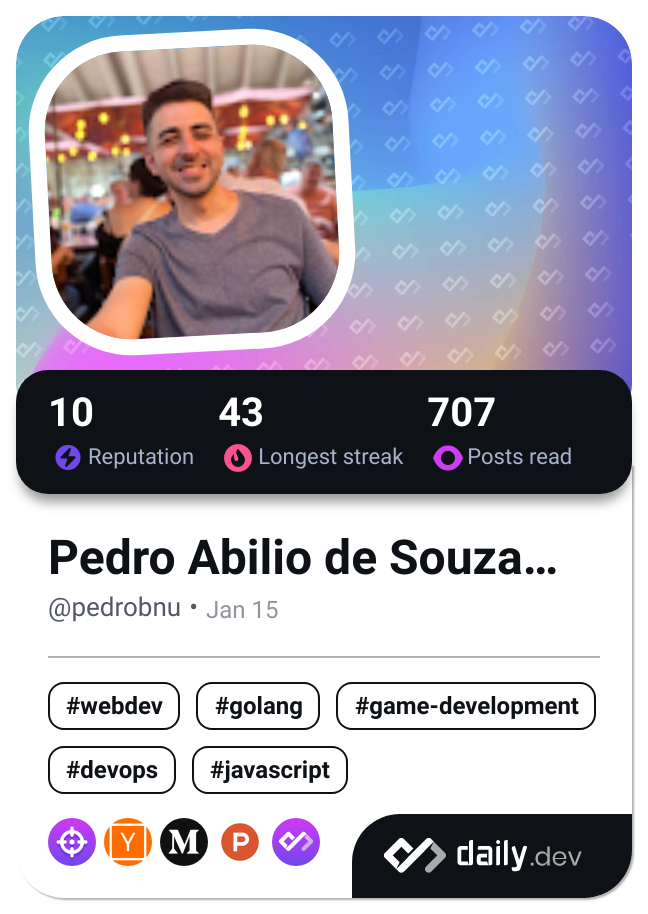 10 43 707
Reputation Longest streak Posts read
Pedro Abilio de Souza...
@pedrobnu • Jan 15
#webdev #golang #game-development
#devops #javascript
Y M P
daily.dev